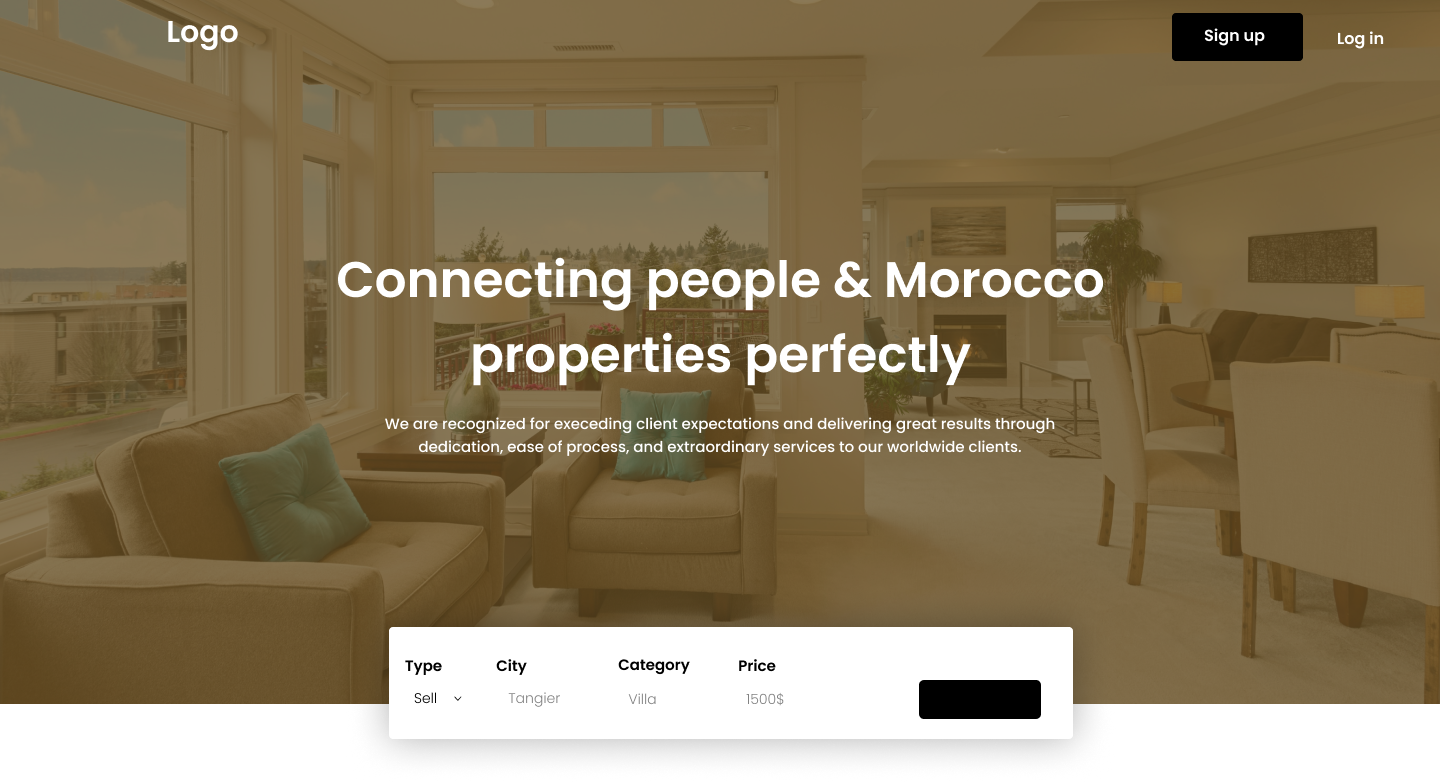 Logo
Sign up
Log in
Connecting people & Morocco
properties perfectly
We are recognized for execeding client expectations and delivering great results through
dedication, ease of process, and extraordinary services to our worldwide clients.
Type City Category Price
Sell Tangier Villa 1500$